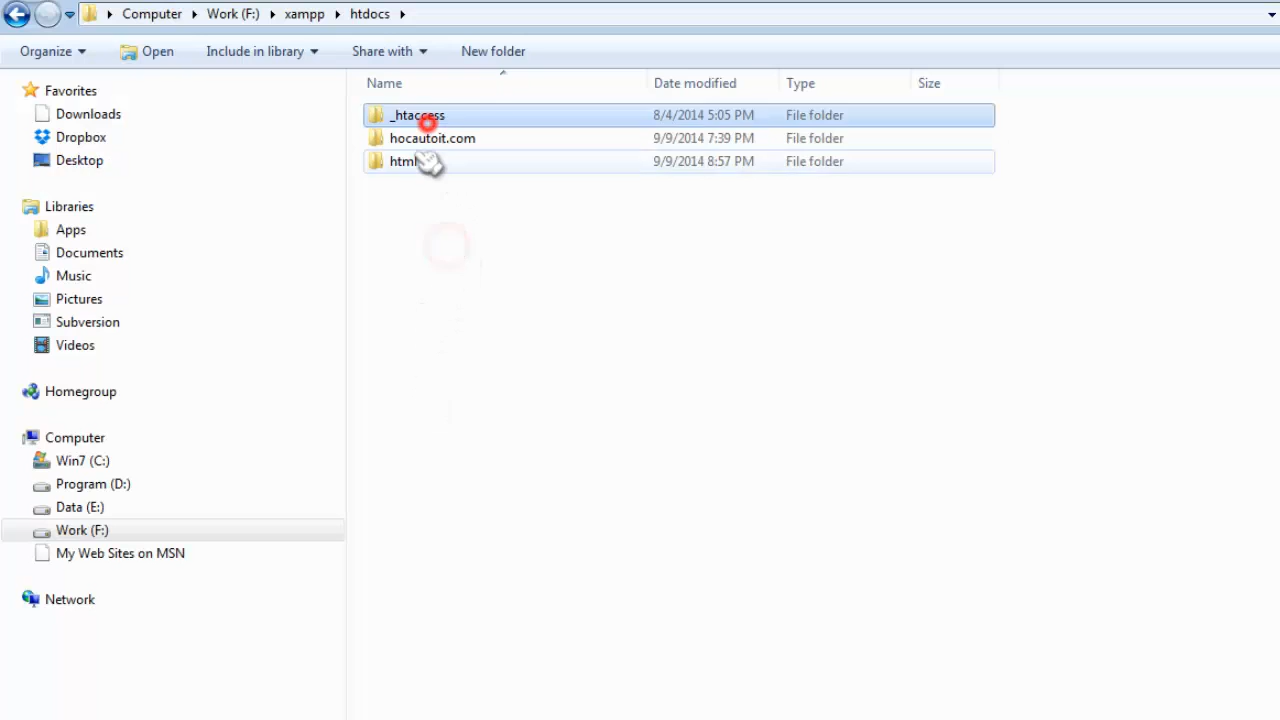 Computer Work (F:) xampp htdocs
Organize Open Include in library Share with New folder
Name Date modified Type Size
Favorites
Downloads
Dropbox
Desktop
Libraries
Apps
Documents
Music
Pictures
Subversion
Videos
Homegroup
Computer
Win7 (C:)
Program (D:)
Data (E:)
Work (F:)
My Web Sites on MSN
Network
_htaccess 8/4/2014 5:05 PM File folder
hocautoit.com 9/9/2014 7:39 PM File folder
html 9/9/2014 8:57 PM File folder